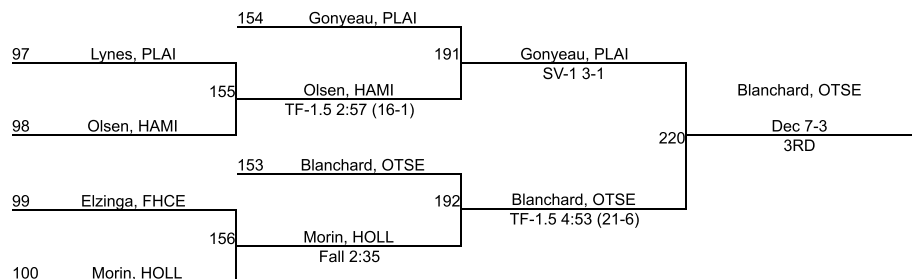 154 Gonyeau, PLAI
97 Lynes, PLAI
191 Gonyeau, PLAI
SV-1 3-1
155 Olsen, HAMI
TF-1.5 2:57 (16-1)
Blanchard, OTSE
98 Olsen, HAMI
Dec 7-3
220
3RD
153 Blanchard, OTSE
99 Elzinga, FHCE
192 Blanchard, OTSE
TF-1.5 4:53 (21-6)
156 Morin, HOLL
Fall 2:35
100 Morin, HOLL